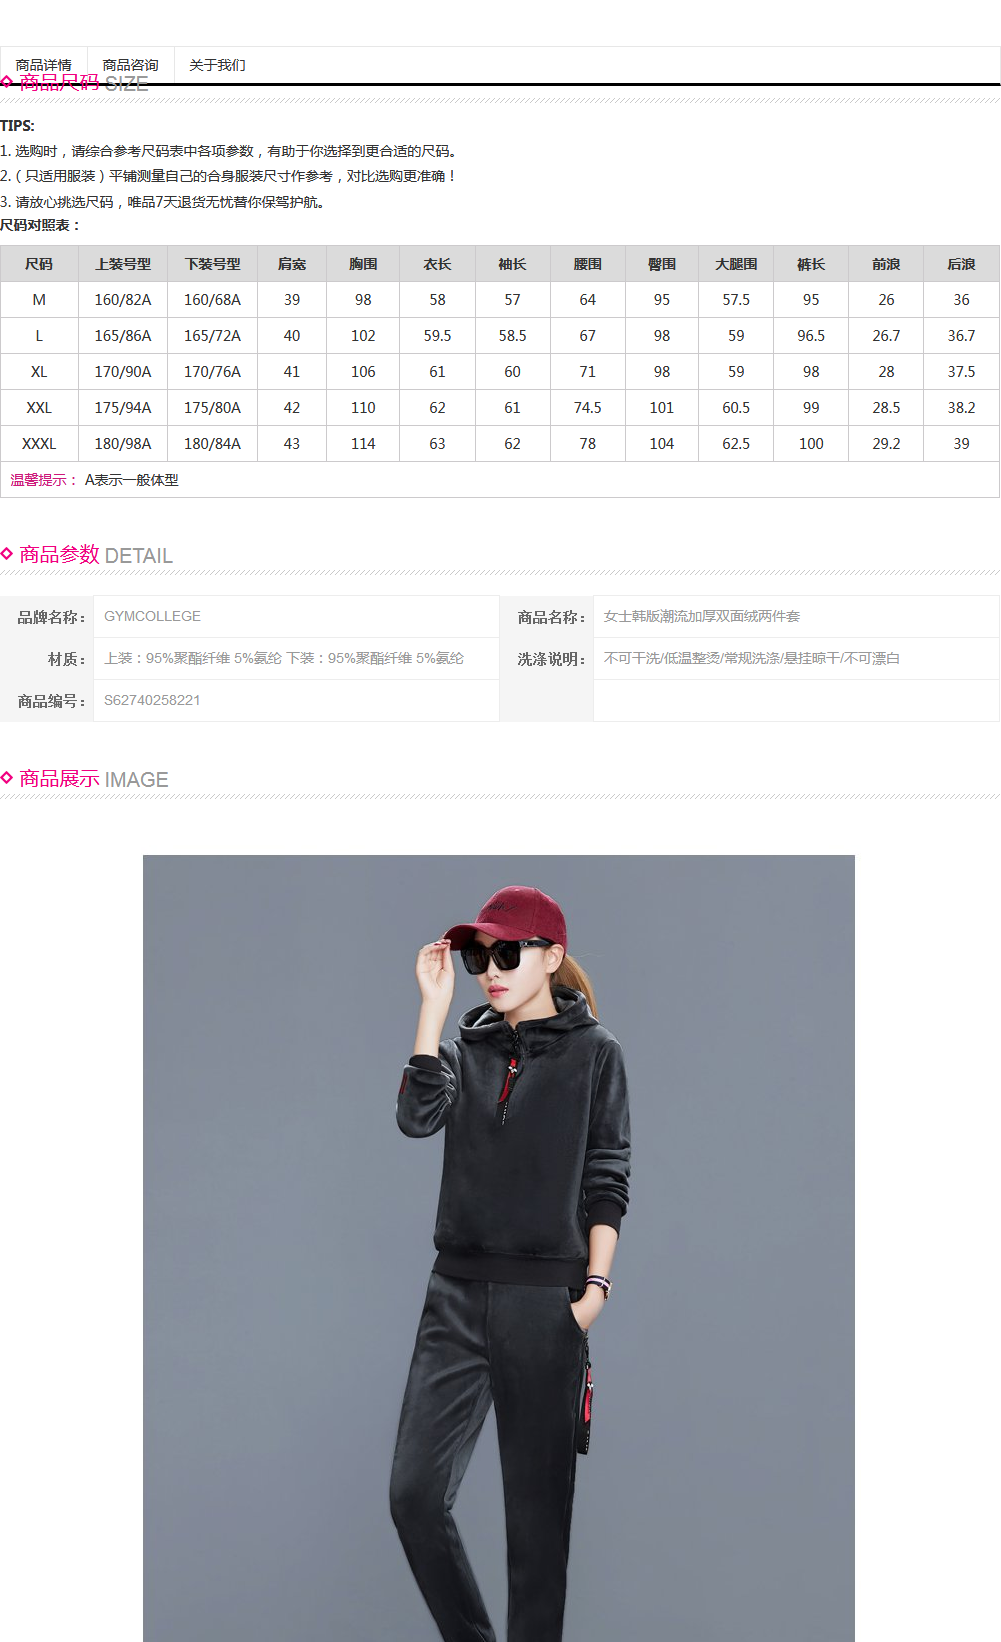 商品详情 商品咨询 关于我们
商品尺码 SIZE
TIPS:
1. 选购时，请综合参考尺码表中各项参数，有助于你选择到更合适的尺码。
2. ( 只适用服装 ) 平铺测量自己的合身服装尺寸作参考，对比选购更准确！
3. 请放心挑选尺码，唯品7天退货无忧替你保驾护航。
尺码对照表：
尺码 上装号型 下装号型 肩宽 胸围 衣长 袖长 腰围 臀围 大腿围 裤长 前浪 后浪
M 160/82A 160/68A 39 98 58 57 64 95 57.5 95 26 36
L 165/86A 165/72A 40 102 59.5 58.5 67 98 59 96.5 26.7 36.7
XL 170/90A 170/76A 41 106 61 60 71 98 59 98 28 37.5
XXL 175/94A 175/80A 42 110 62 61 74.5 101 60.5 99 28.5 38.2
XXXL 180/98A 180/84A 43 114 63 62 78 104 62.5 100 29.2 39
温馨提示： A表示一般体型
商品参数 DETAIL
品牌名称： GYMCOLLEGE 商品名称： 女士韩版潮流加厚双面绒两件套
材质： 上装：95%聚酯纤维 5%氨纶 下装：95%聚酯纤维 5%氨纶 洗涤说明： 不可干洗/低温整烫/常规洗涤/悬挂晾干/不可漂白
商品编号： S62740258221
商品展示 IMAGE